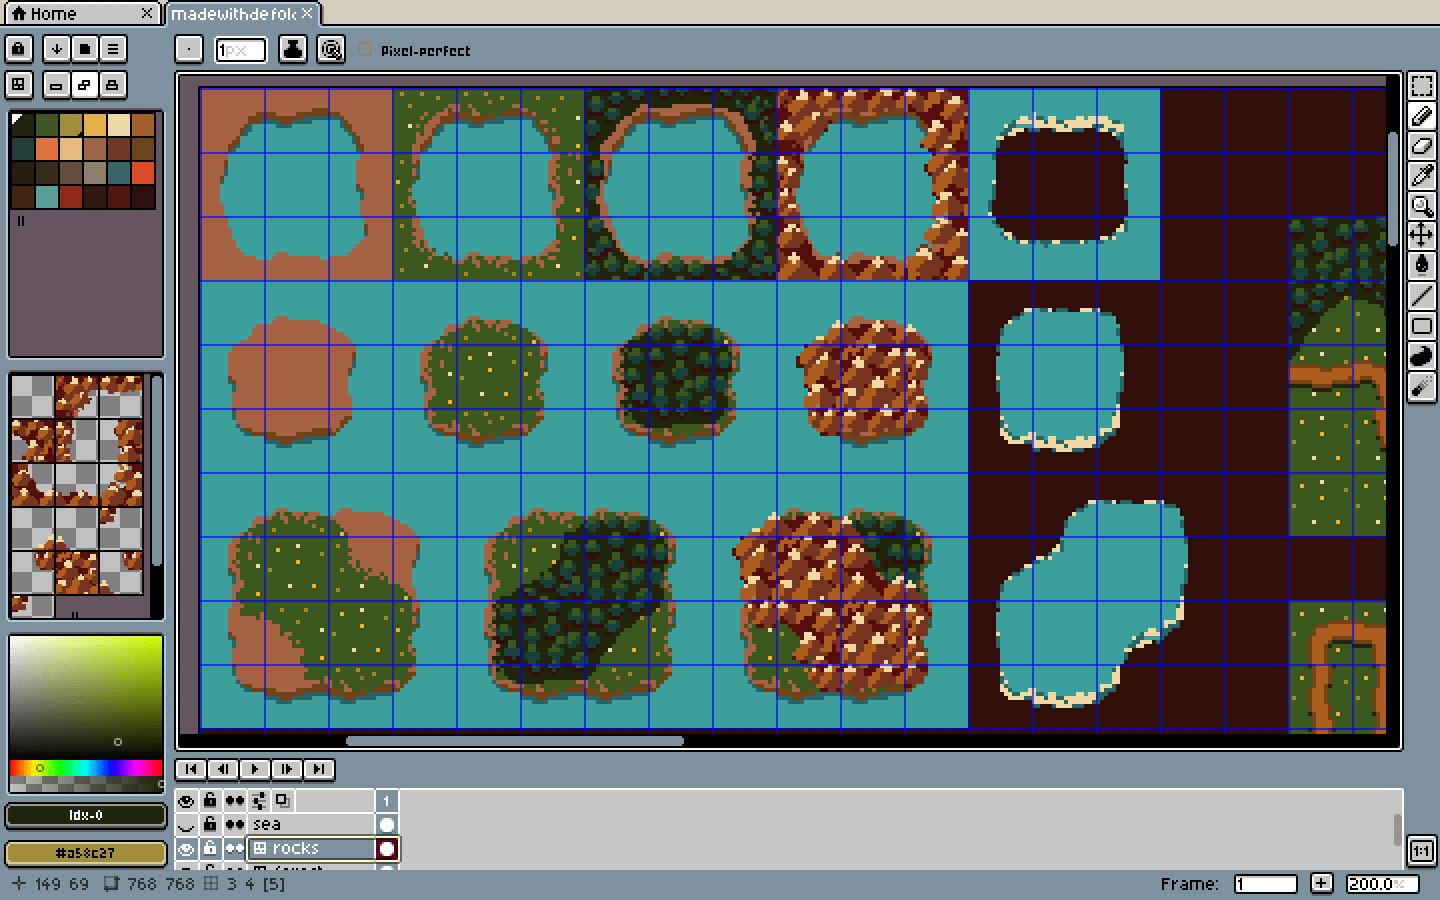 Home
madewithdefolc
1px
Pixel-perfect
Idx-0
#a58c27
1
sea
rocks
1:1
149 69 768 768 3 4 [5]
Frame: 1
200.0%